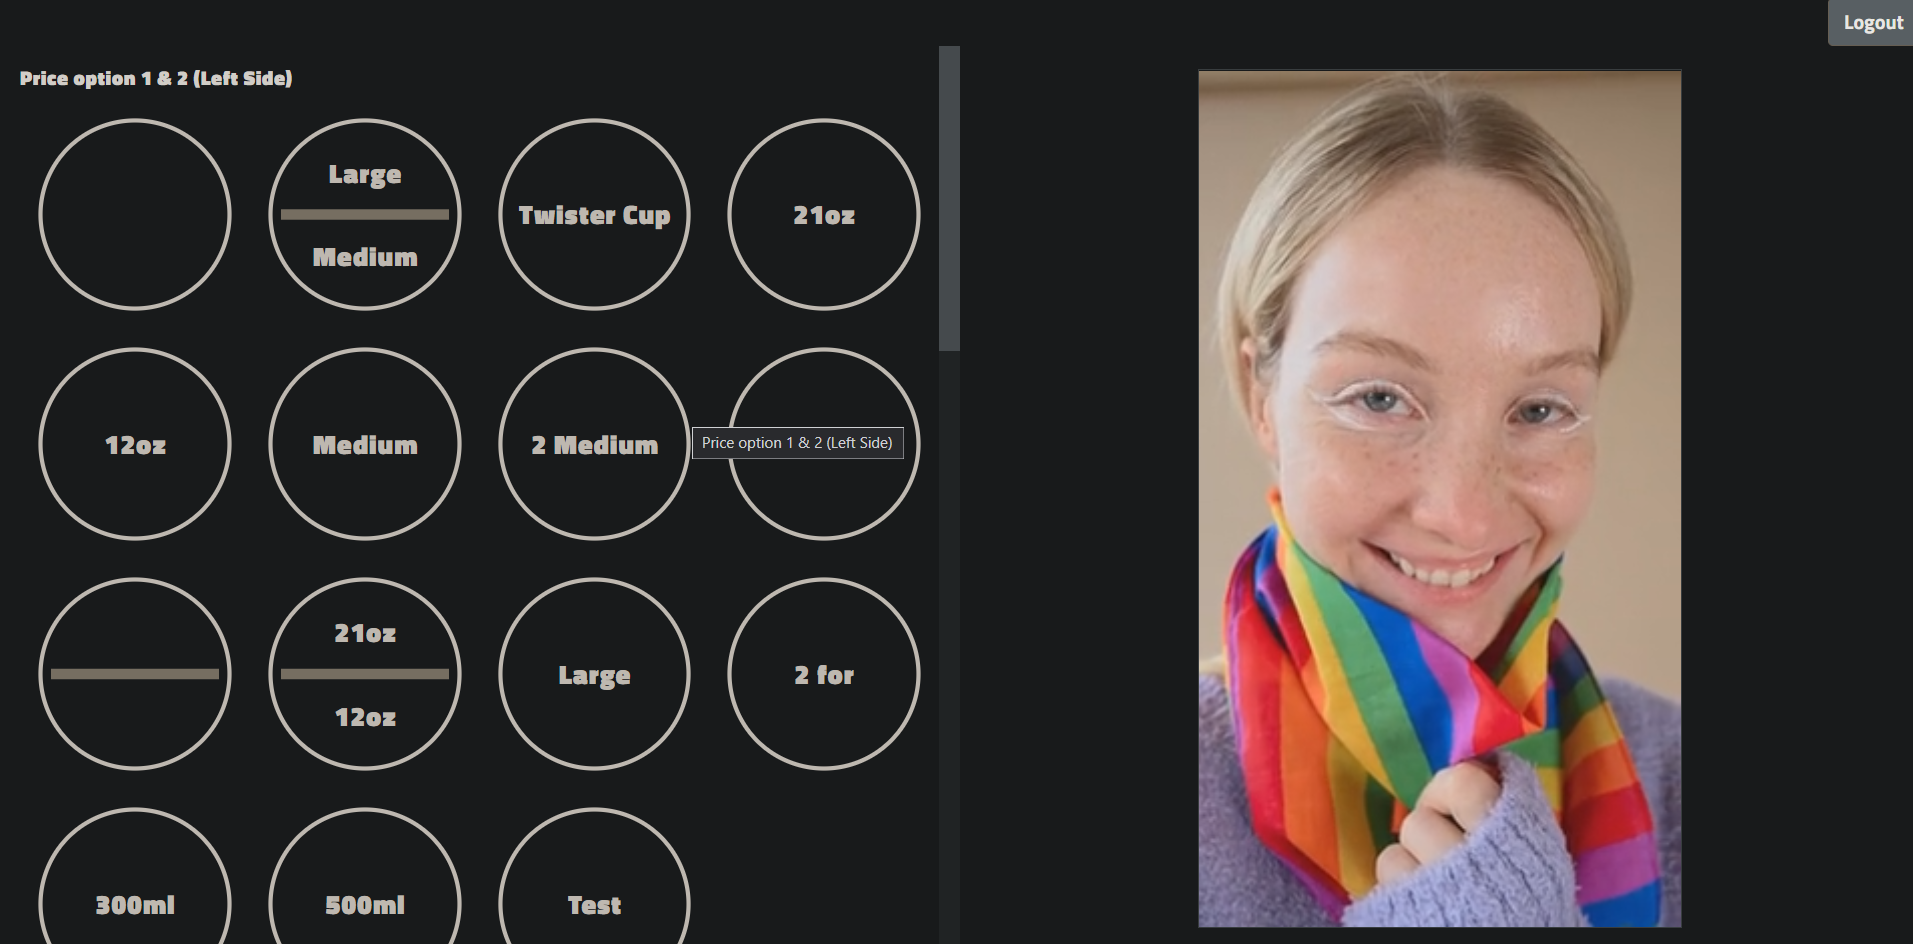 Logout
Price option 1 & 2 (Left Side)
Large
Medium
Twister Cup
21oz
12oz
Medium
2 Medium
Price option 1 & 2 (Left Side)
21oz
12oz
Large
2 for
300ml
500ml
Test